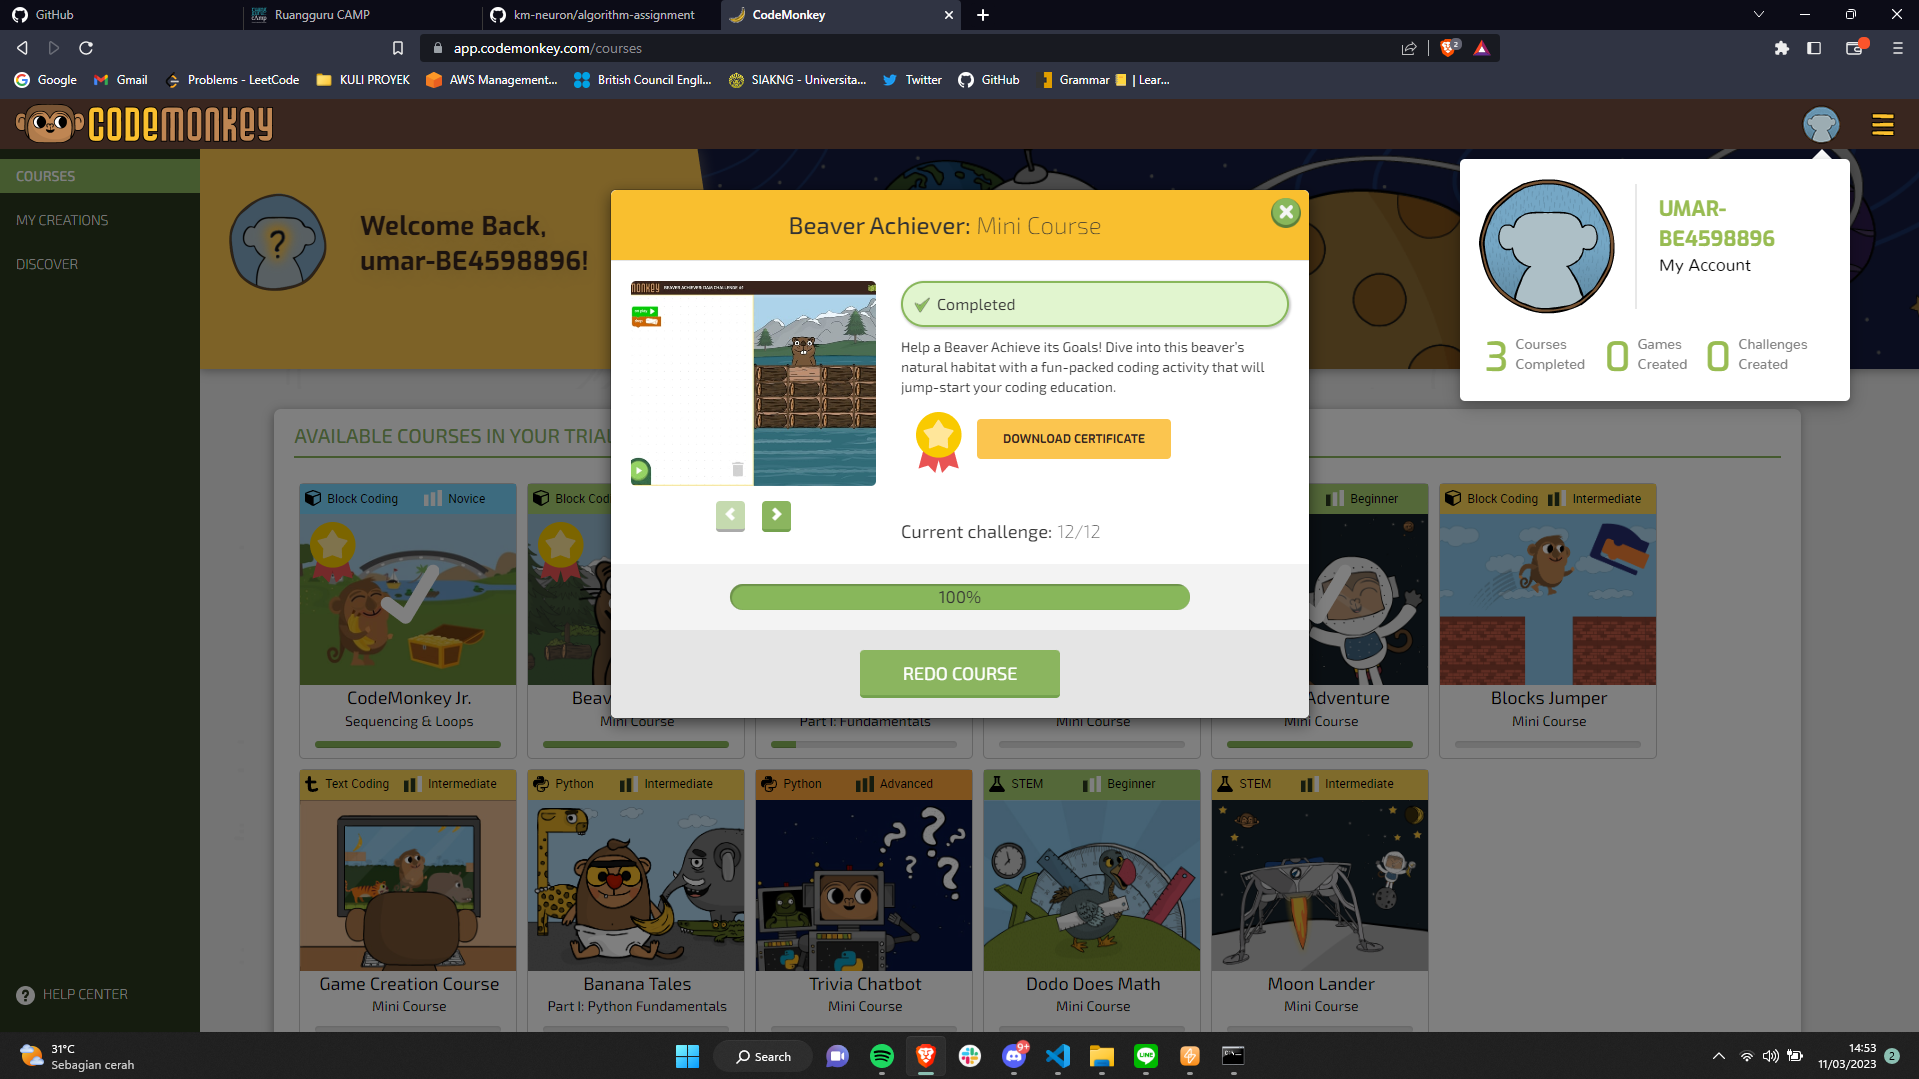 GitHub
Ruangguru CAMP
km-neuron/algorithm-assignment
CodeMonkey
app.codemonkey.com/courses
2
Google
Gmail
Problems - LeetCode
KULI PROYEK
AWS Management...
British Council Engli...
SIAKNG - Universita...
Twitter
GitHub
Grammar 📒 | Lear...
CODEMONKEY
COURSES
MY CREATIONS
DISCOVER
HELP CENTER
Welcome Back,
umar-BE4598896!
UMAR-
BE4598896
My Account
3 Courses Completed
0 Games Created
0 Challenges Created
Beaver Achiever: Mini Course
Completed
Help a Beaver Achieve its Goals! Dive into this beaver's
natural habitat with a fun-packed coding activity that will
jump-start your coding education.
DOWNLOAD CERTIFICATE
Current challenge: 12/12
100%
REDO COURSE
AVAILABLE COURSES IN YOUR TRIAL
Block Coding Novice
CodeMonkey Jr.
Sequencing & Loops
Block Cod
Beav
Mini Course
Part I: Fundamentals
Mini Course
Beginner
Adventure
Mini Course
Block Coding Intermediate
Blocks Jumper
Mini Course
Text Coding Intermediate
Game Creation Course
Mini Course
Python Intermediate
Banana Tales
Part I: Python Fundamentals
Python Advanced
Trivia Chatbot
Mini Course
STEM Beginner
Dodo Does Math
Mini Course
STEM Intermediate
Moon Lander
Mini Course
31°C
Sebagian cerah
Search
9+
14:53
11/03/2023
2